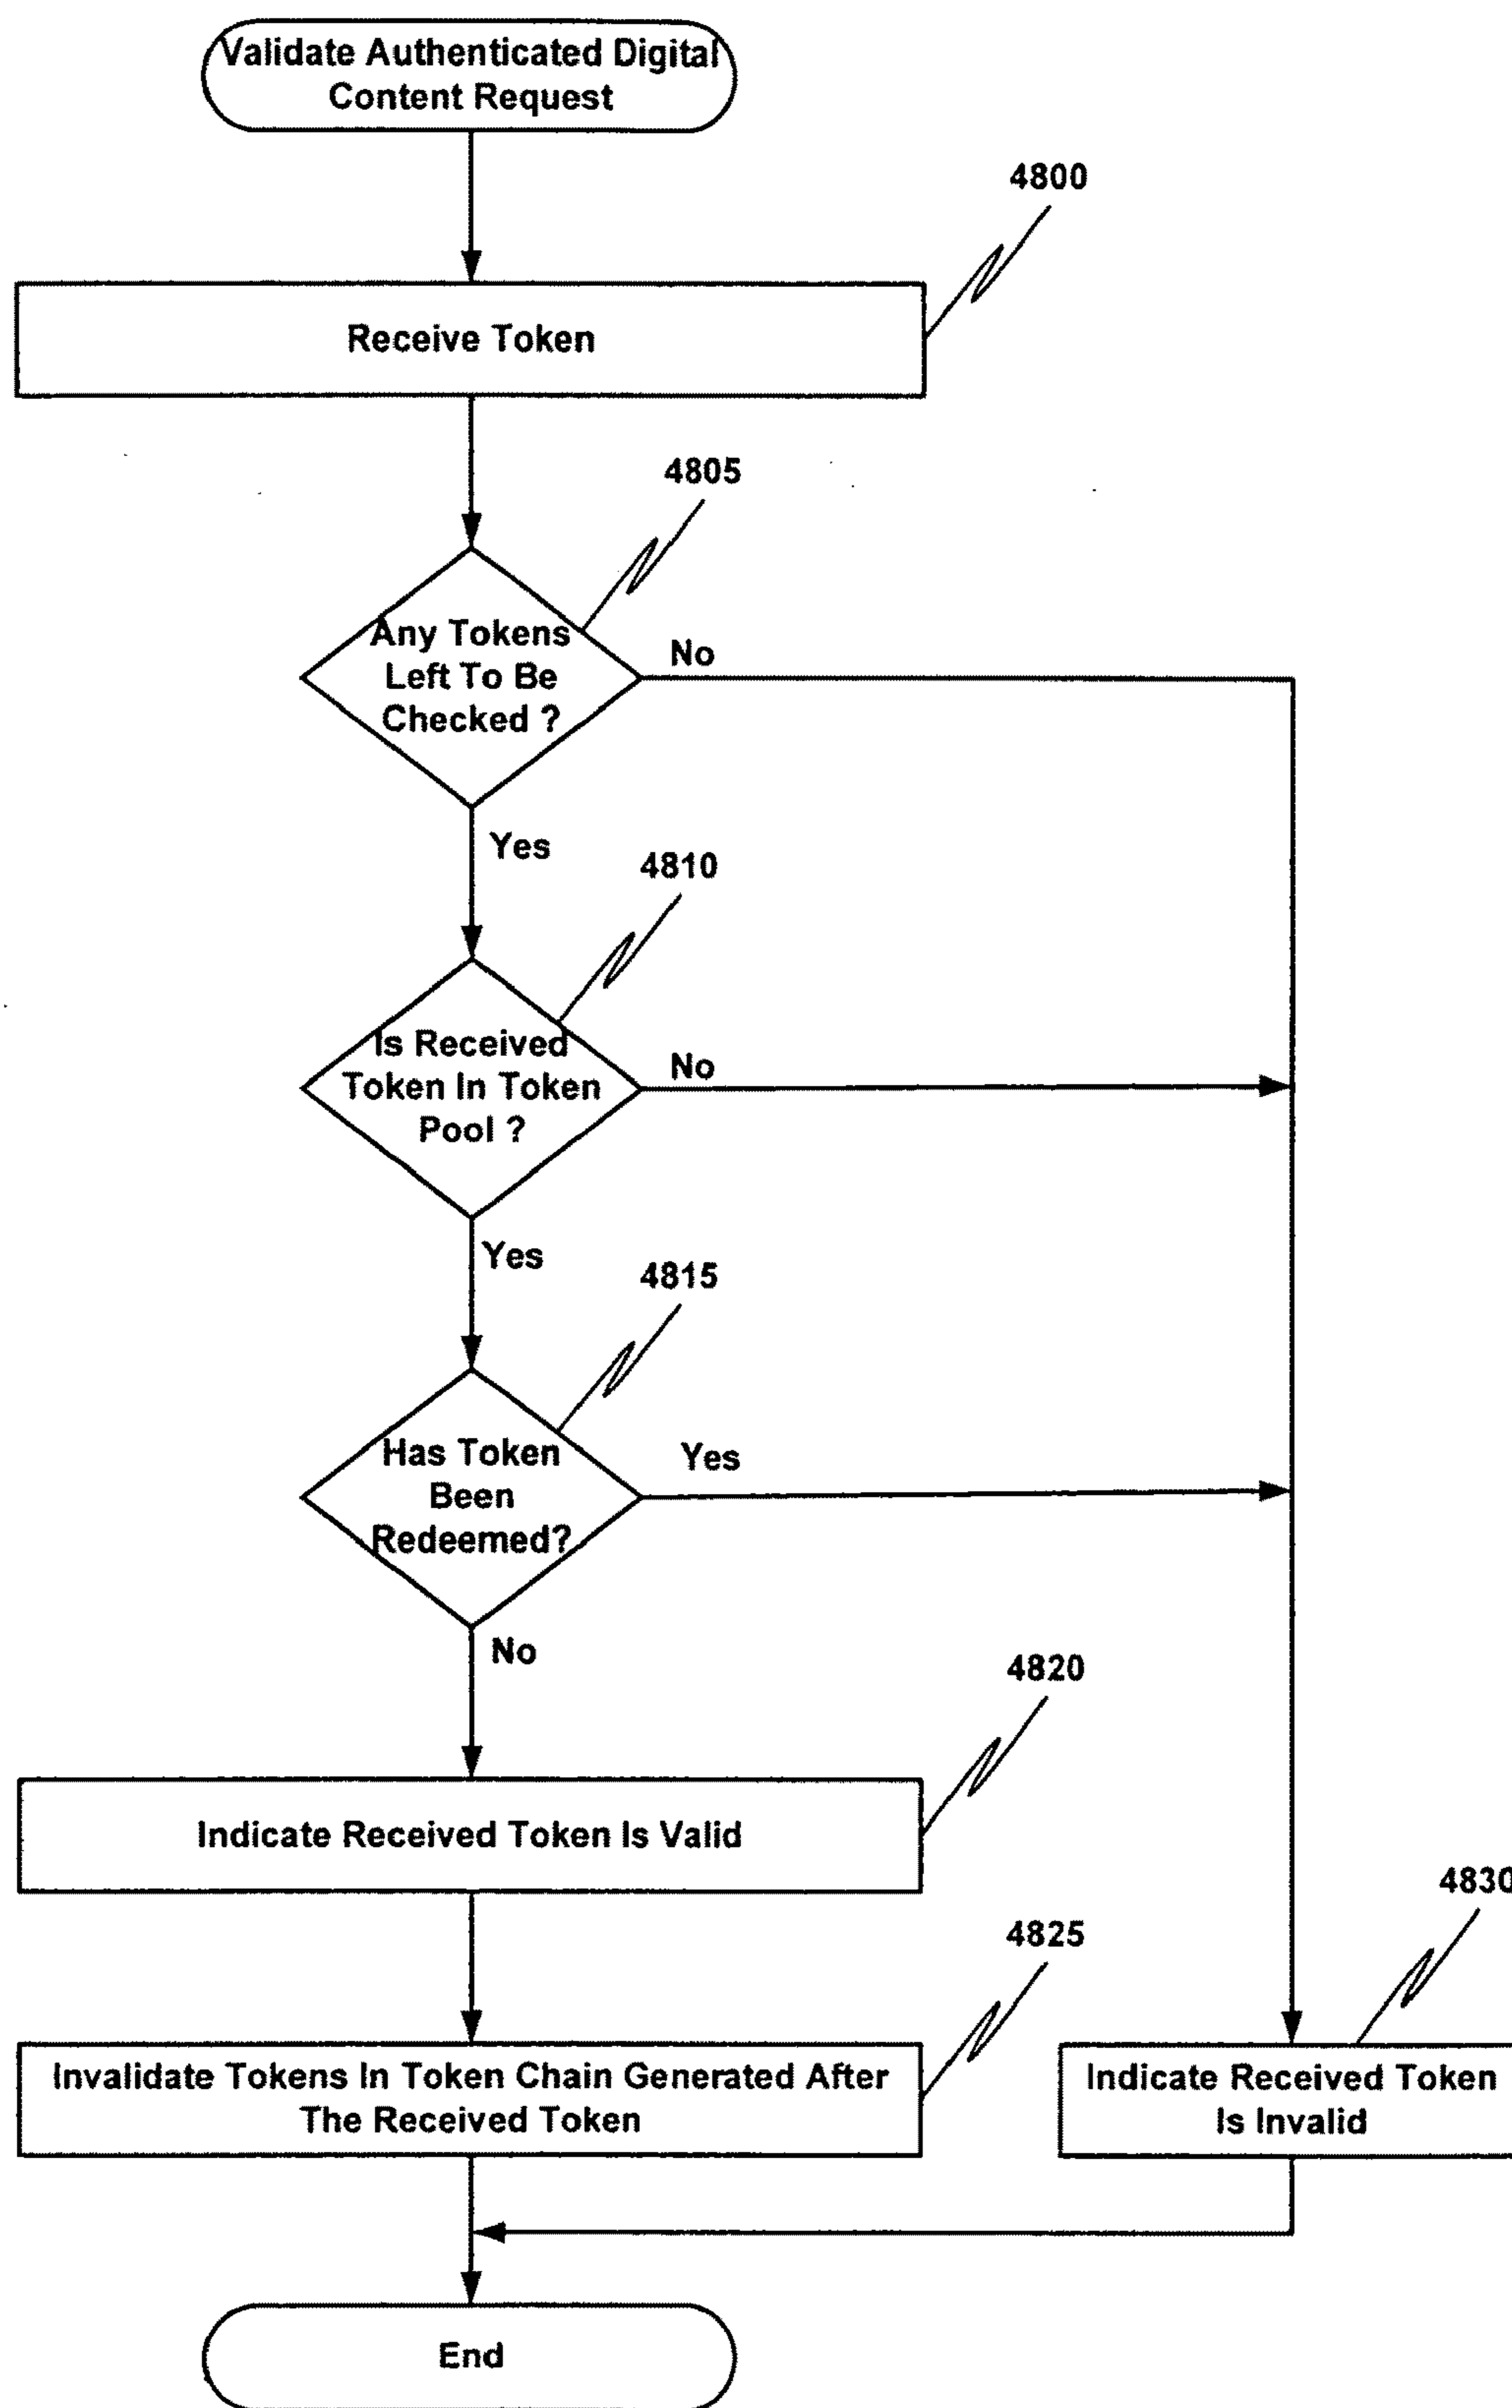 Validate Authenticated Digital
Content Request
4800
Receive Token
4805
Any Tokens
Left To Be
Checked ?
No
Yes
4810
Is Received
Token In Token
Pool ?
No
Yes
4815
Has Token
Been
Redeemed?
Yes
No
4820
Indicate Received Token Is Valid
4830
4825
Invalidate Tokens In Token Chain Generated After
The Received Token
Indicate Received Token
Is Invalid
End